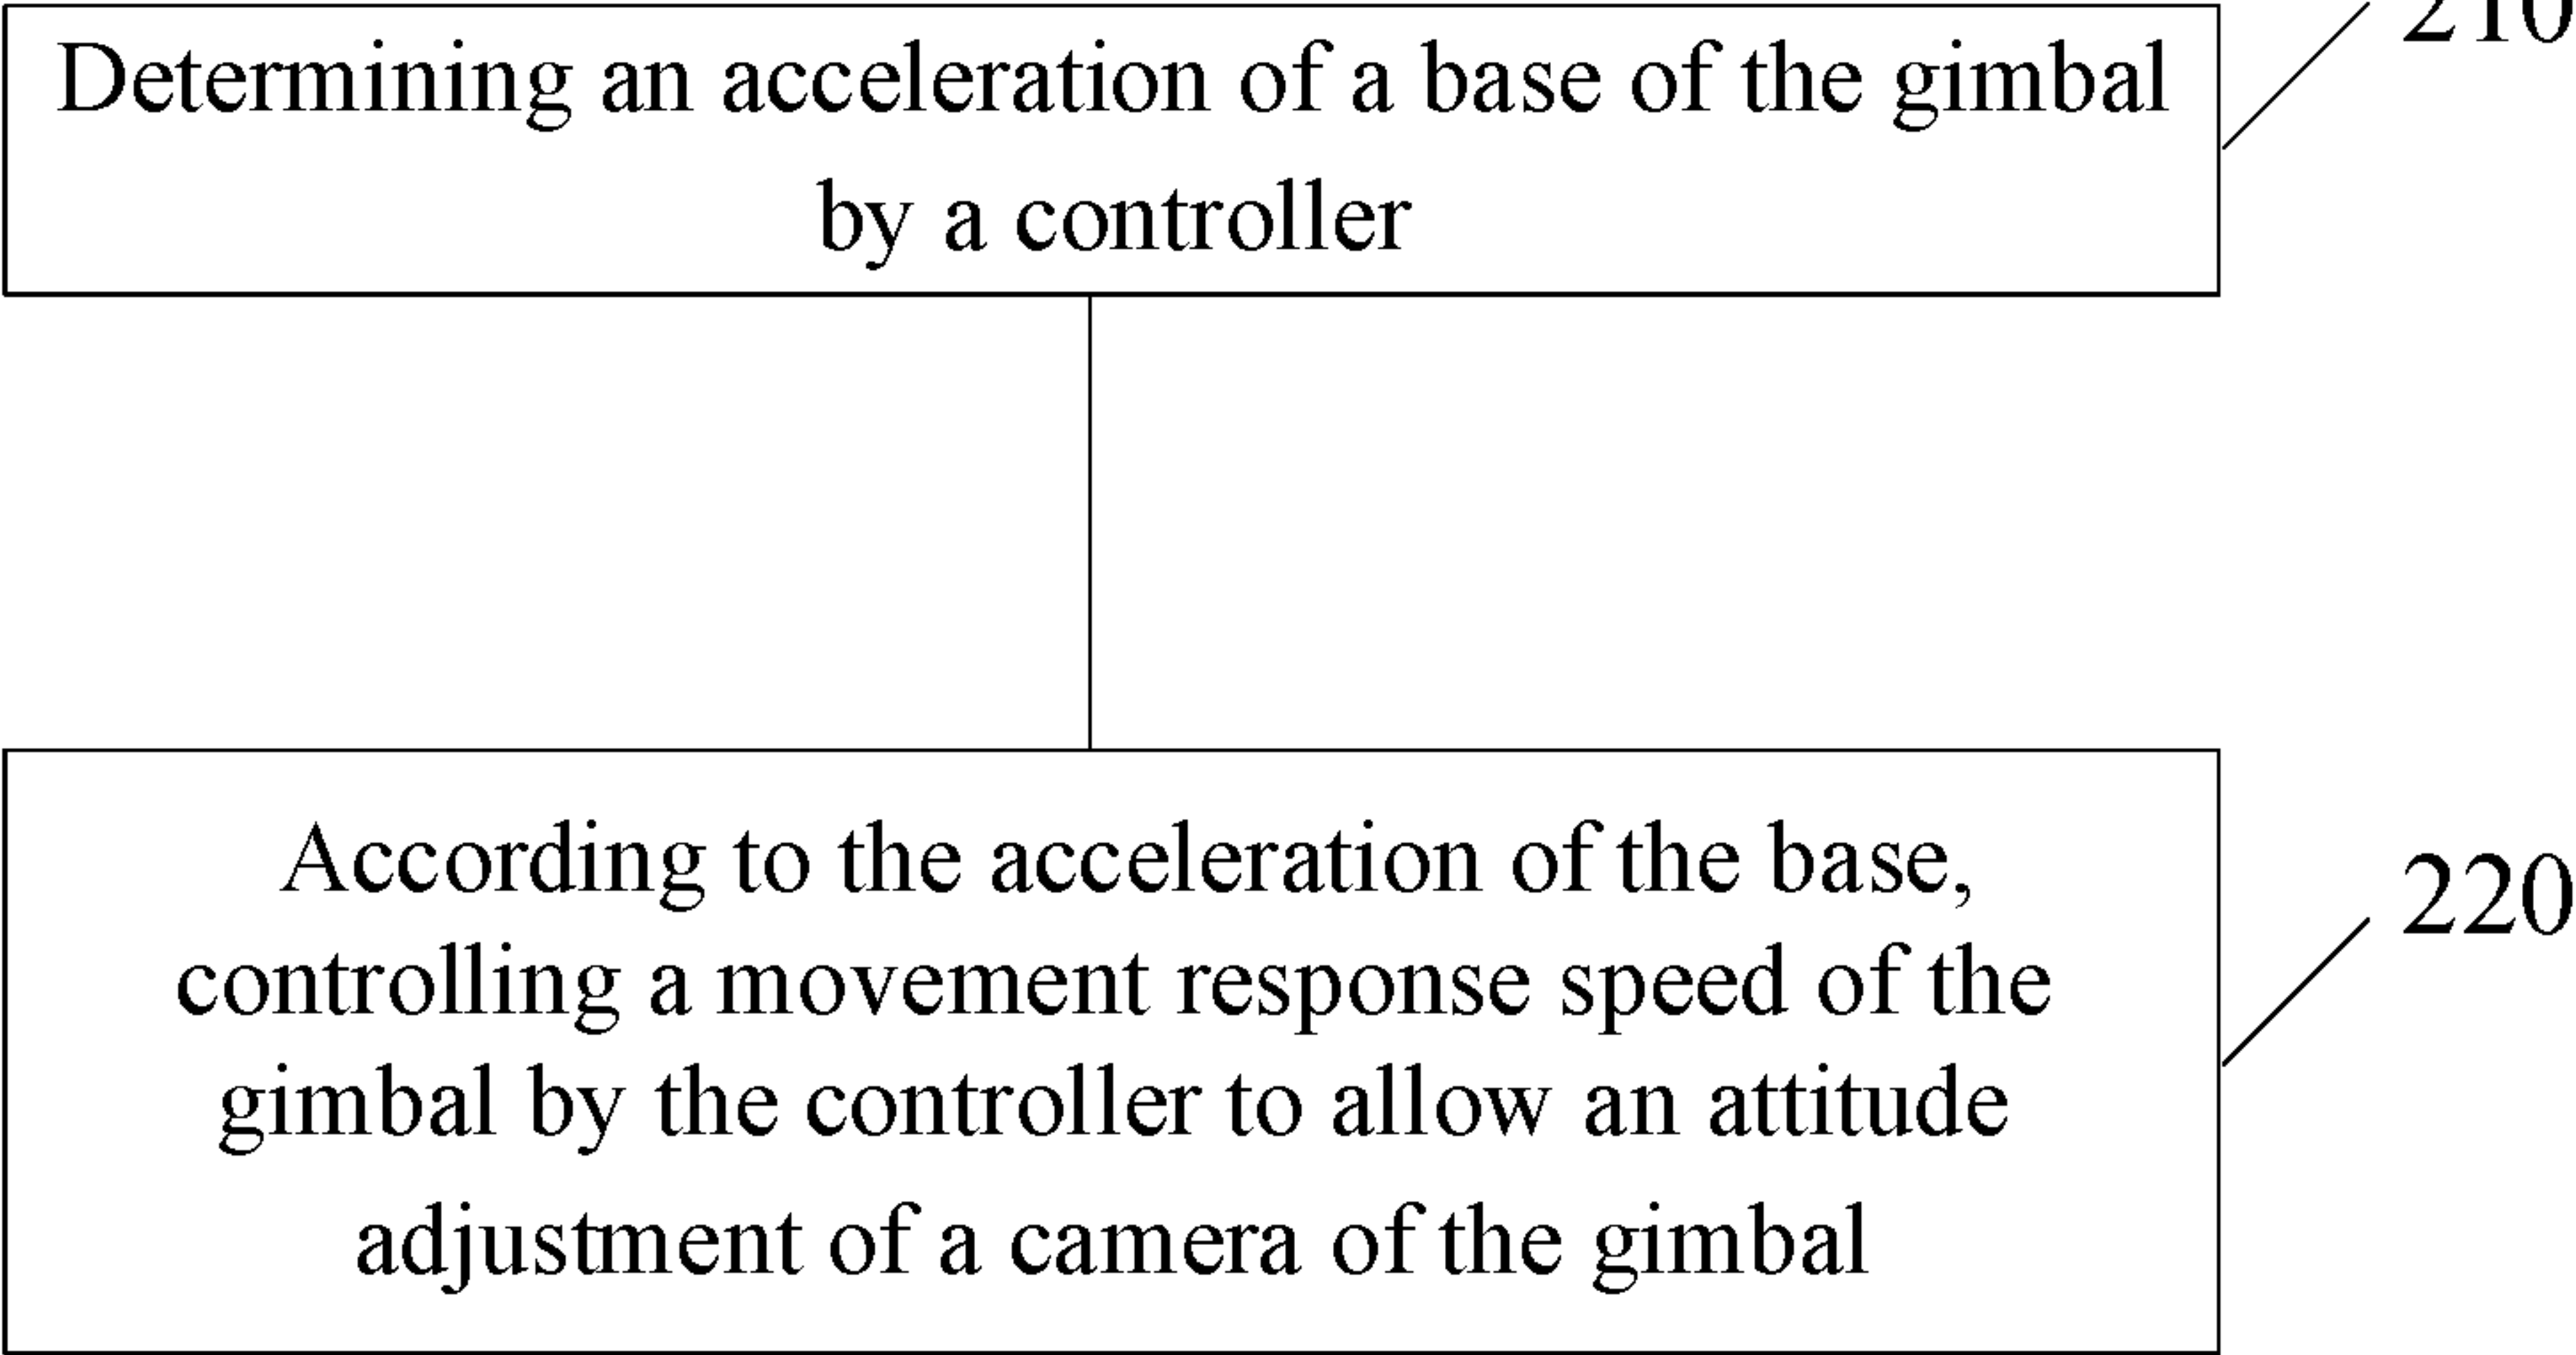 210
Determining an acceleration of a base of the gimbal
by a controller
According to the acceleration of the base,
controlling a movement response speed of the
gimbal by the controller to allow an attitude
adjustment of a camera of the gimbal
220